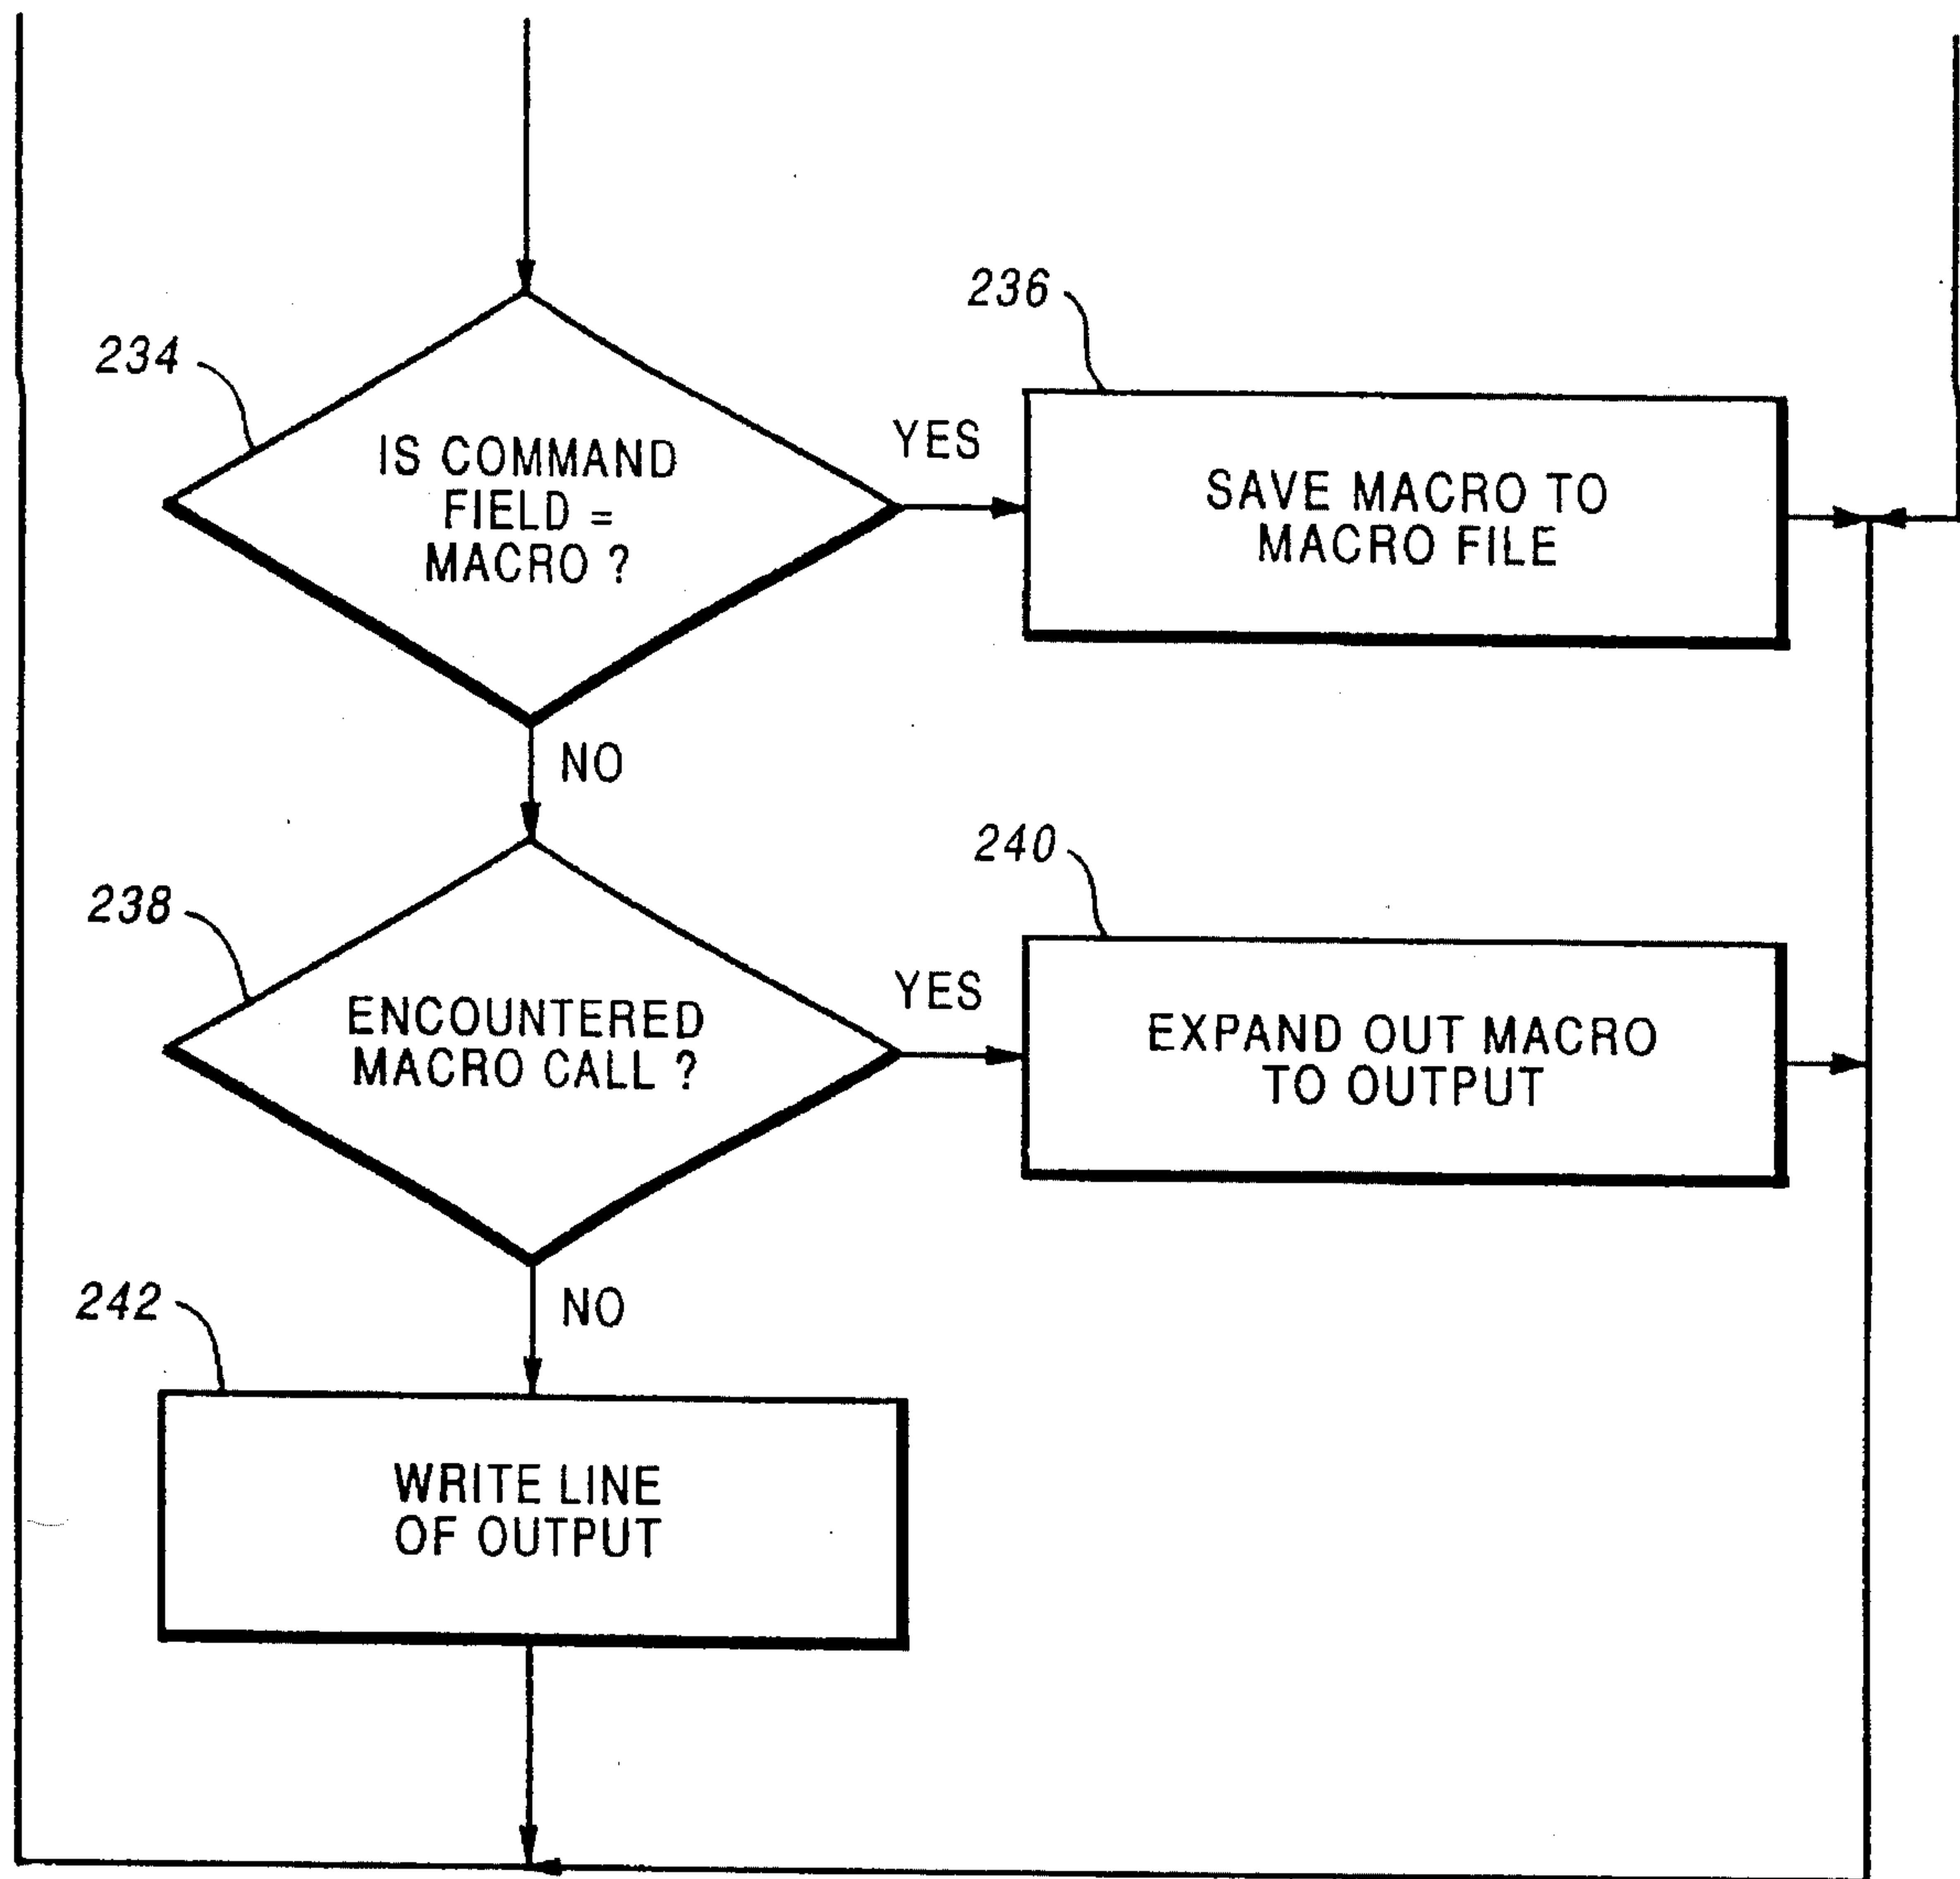 236
234
YES
IS COMMAND
FIELD =
MACRO ?
SAVE MACRO TO
MACRO FILE
NO
240
238
YES
ENCOUNTERED
MACRO CALL ?
EXPAND OUT MACRO
TO OUTPUT
242
NO
WRITE LINE
OF OUTPUT